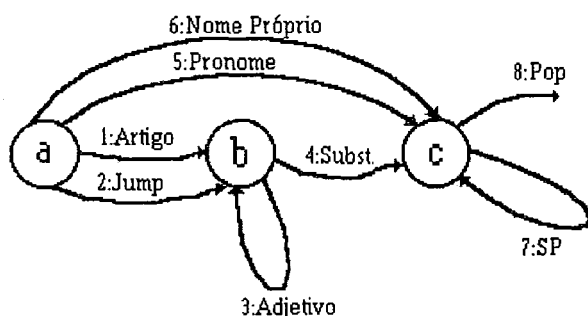 6:Nome Próprio
5:Pronome
8:Pop
1:Artigo
a
b
4:Subst.
c
2:Jump
7:SP
3:Adjetivo